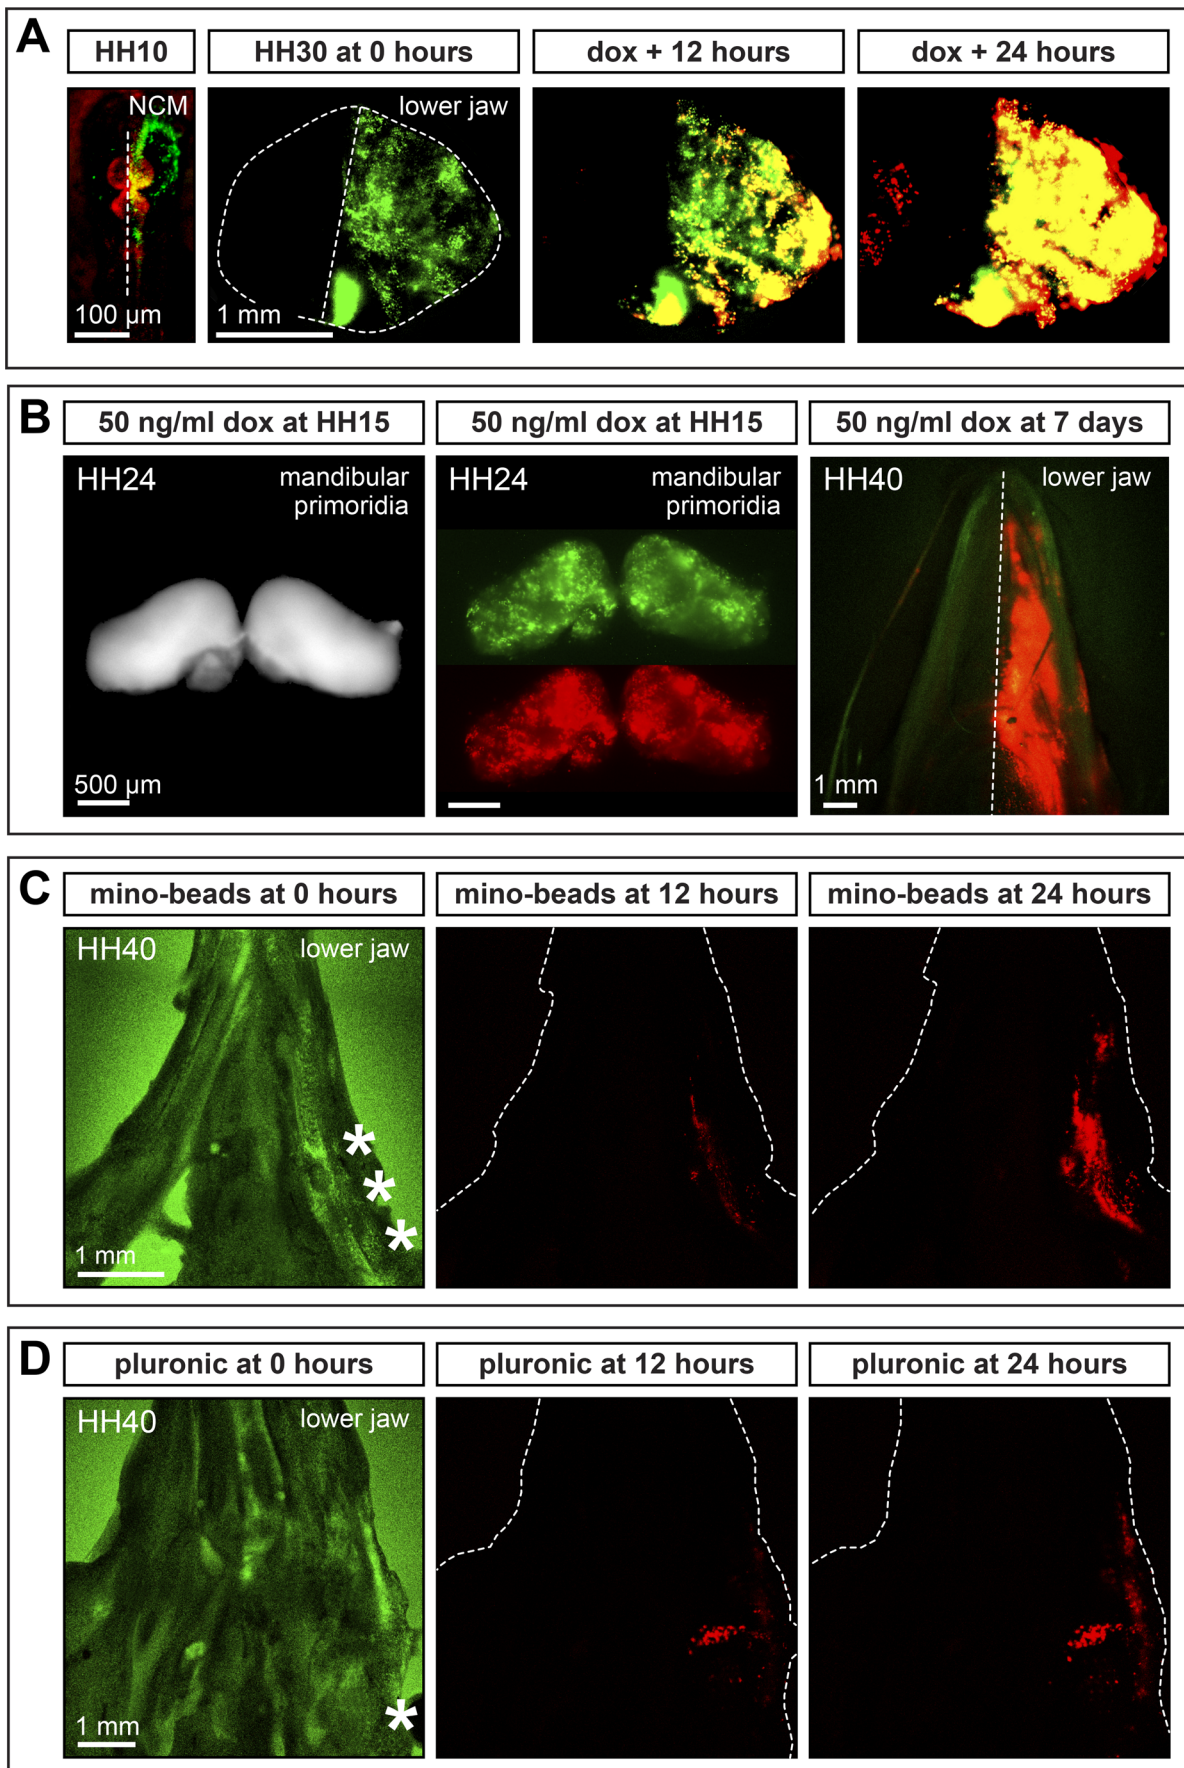 A
HH10
HH30 at 0 hours
dox + 12 hours
dox + 24 hours
NCM
lower jaw
100 µm
1 mm
B
50 ng/ml dox at HH15
50 ng/ml dox at HH15
50 ng/ml dox at 7 days
HH24
mandibular
primoridia
HH24
mandibular
primoridia
HH40
lower jaw
500 µm
1 mm
C
mino-beads at 0 hours
mino-beads at 12 hours
mino-beads at 24 hours
HH40
lower jaw
*
*
*
1 mm
D
pluronic at 0 hours
pluronic at 12 hours
pluronic at 24 hours
HH40
lower jaw
*
1 mm